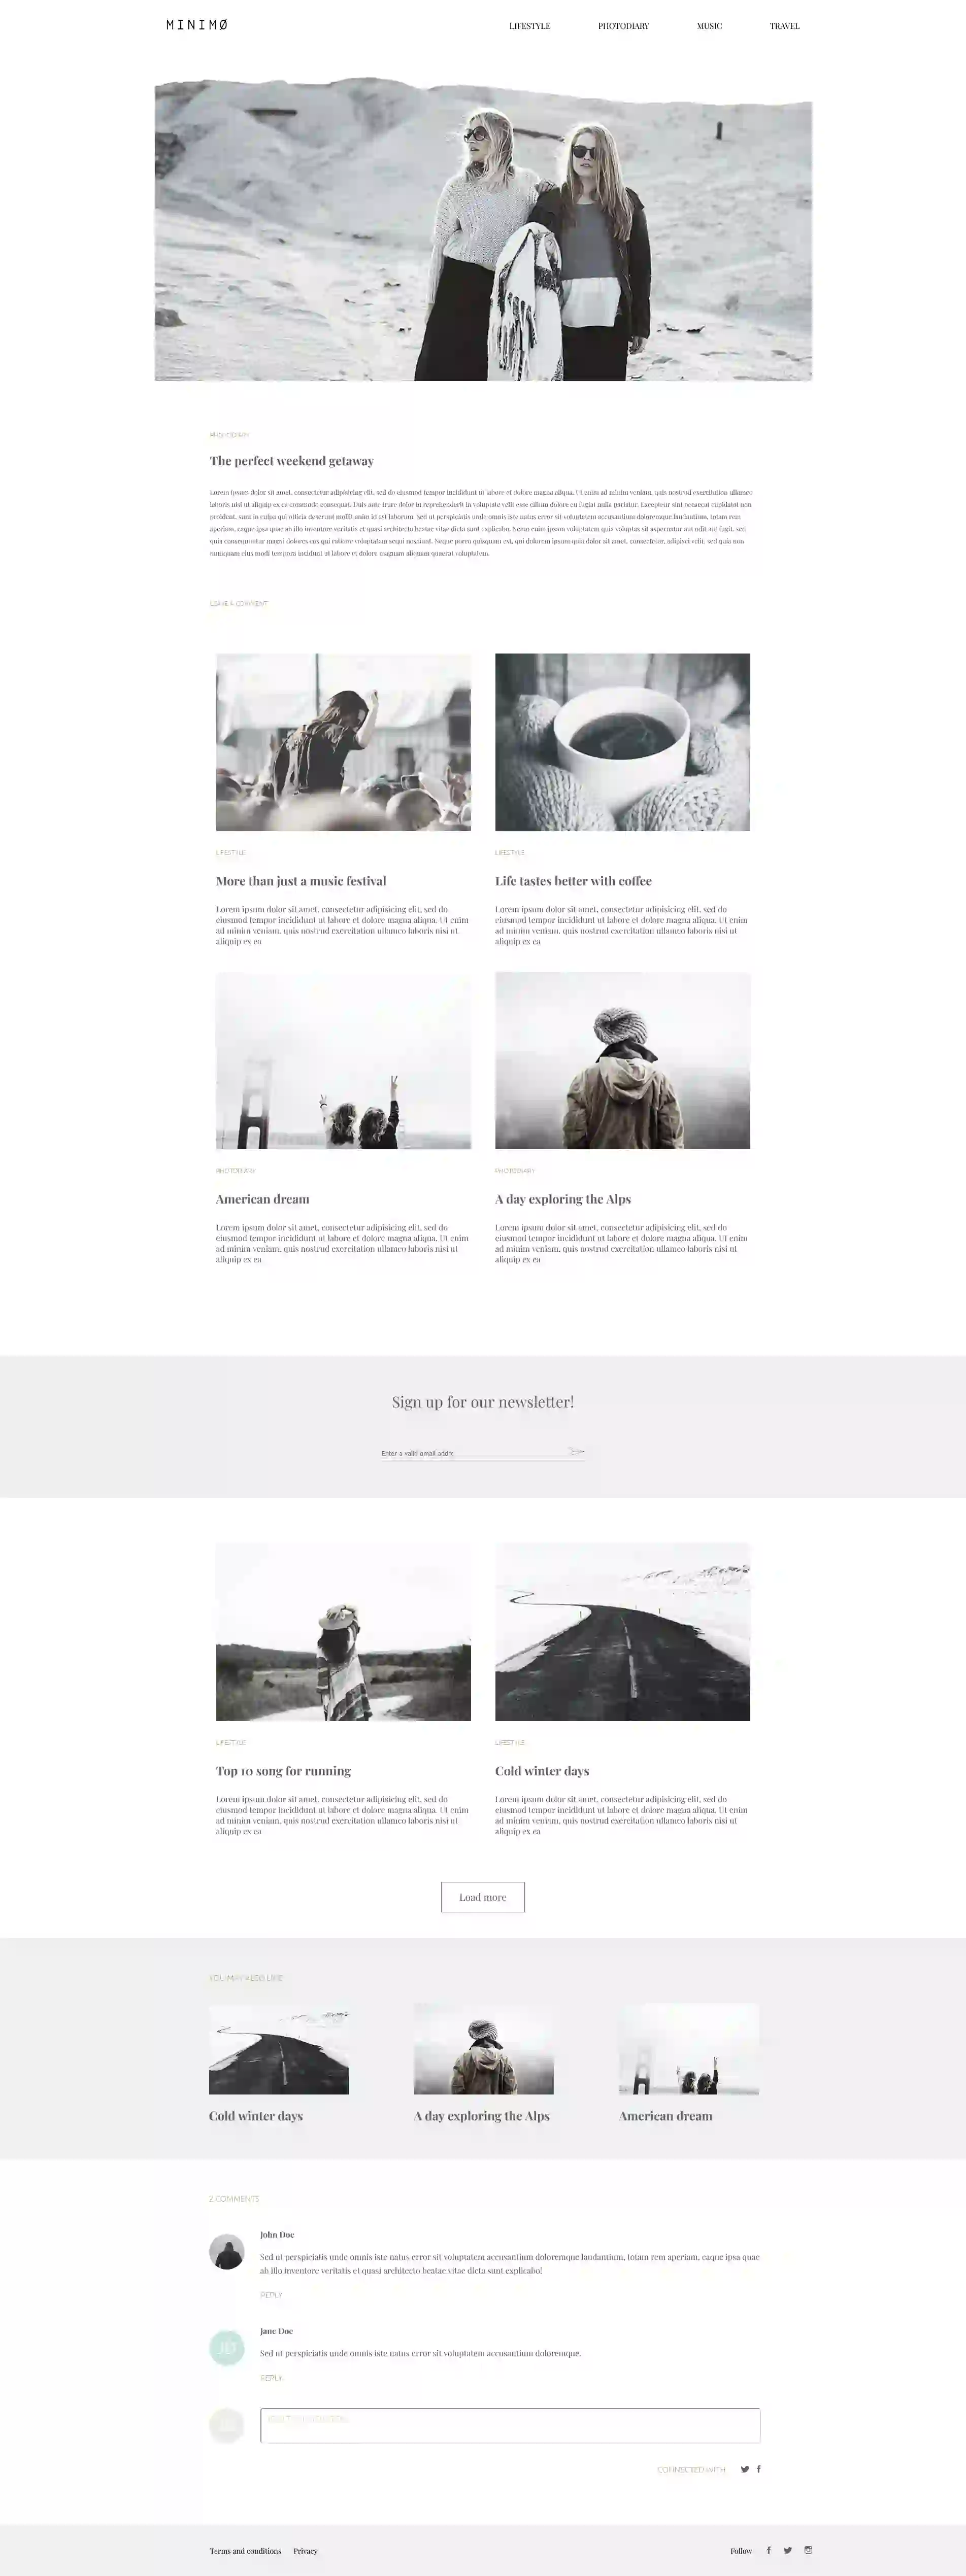 MINIMØ
LIFESTYLE PHOTODIARY MUSIC TRAVEL
PHOTODIARY
The perfect weekend getaway
Lorem ipsum dolor sit amet, consectetur adipisicing elit, sed do eiusmod tempor incididunt ut labore et dolore magna aliqua. Ut enim ad minim veniam, quis nostrud exercitation ullamco
laboris nisi ut aliquip ex ea commodo consequat. Duis aute irure dolor in reprehenderit in voluptate velit esse cillum dolore eu fugiat nulla pariatur. Excepteur sint occaecat cupidatat non
proident, sunt in culpa qui officia deserunt mollit anim id est laborum. Sed ut perspiciatis unde omnis iste natus error sit voluptatem accusantium doloremque laudantium, totam rem
aperiam, eaque ipsa quae ab illo inventore veritatis et quasi architecto beatae vitae dicta sunt explicabo. Nemo enim ipsam voluptatem quia voluptas sit aspernatur aut odit aut fugit, sed
quia consequuntur magni dolores eos qui ratione voluptatem sequi nesciunt. Neque porro quisquam est, qui dolorem ipsum quia dolor sit amet, consectetur, adipisci velit, sed quia non
numquam eius modi tempora incidunt ut labore et dolore magnam aliquam quaerat voluptatem.
LEAVE A COMMENT
LIFESTYLE
More than just a music festival
Lorem ipsum dolor sit amet, consectetur adipisicing elit, sed do
eiusmod tempor incididunt ut labore et dolore magna aliqua. Ut enim
ad minim veniam, quis nostrud exercitation ullamco laboris nisi ut
aliquip ex ea
LIFESTYLE
Life tastes better with coffee
Lorem ipsum dolor sit amet, consectetur adipisicing elit, sed do
eiusmod tempor incididunt ut labore et dolore magna aliqua. Ut enim
ad minim veniam, quis nostrud exercitation ullamco laboris nisi ut
aliquip ex ea
PHOTODIARY
American dream
Lorem ipsum dolor sit amet, consectetur adipisicing elit, sed do
eiusmod tempor incididunt ut labore et dolore magna aliqua. Ut enim
ad minim veniam, quis nostrud exercitation ullamco laboris nisi ut
aliquip ex ea
PHOTODIARY
A day exploring the Alps
Lorem ipsum dolor sit amet, consectetur adipisicing elit, sed do
eiusmod tempor incididunt ut labore et dolore magna aliqua. Ut enim
ad minim veniam, quis nostrud exercitation ullamco laboris nisi ut
aliquip ex ea
Sign up for our newsletter!
Enter a valid email addre
LIFESTYLE
Top 10 song for running
Lorem ipsum dolor sit amet, consectetur adipisicing elit, sed do
eiusmod tempor incididunt ut labore et dolore magna aliqua. Ut enim
ad minim veniam, quis nostrud exercitation ullamco laboris nisi ut
aliquip ex ea
LIFESTYLE
Cold winter days
Lorem ipsum dolor sit amet, consectetur adipisicing elit, sed do
eiusmod tempor incididunt ut labore et dolore magna aliqua. Ut enim
ad minim veniam, quis nostrud exercitation ullamco laboris nisi ut
aliquip ex ea
Load more
YOU MAY ALSO LIKE
Cold winter days
A day exploring the Alps
American dream
2 COMMENTS
John Doe
Sed ut perspiciatis unde omnis iste natus error sit voluptatem accusantium doloremque laudantium, totam rem aperiam, eaque ipsa quae
ab illo inventore veritatis et quasi architecto beatae vitae dicta sunt explicabo!
REPLY
Jane Doe
Sed ut perspiciatis unde omnis iste natus error sit voluptatem accusantium doloremque.
REPLY
CONNECTED WITH
Terms and conditions Privacy
Follow